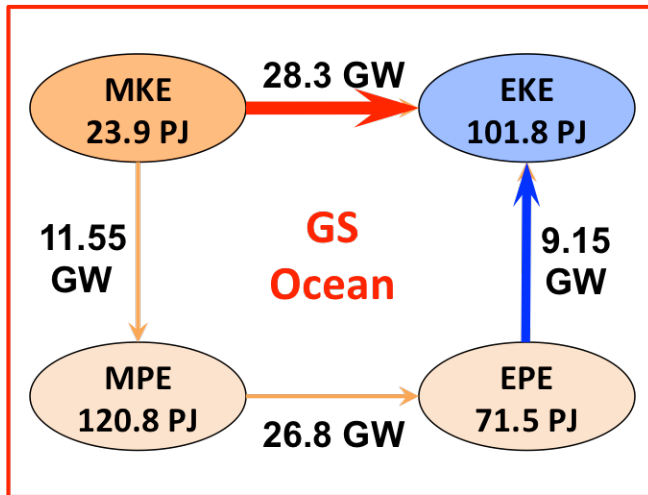 28.3 GW
MKE
23.9 PJ
EKE
101.8 PJ
11.55
GW
GS
Ocean
9.15
GW
MPE
120.8 PJ
EPE
71.5 PJ
26.8 GW